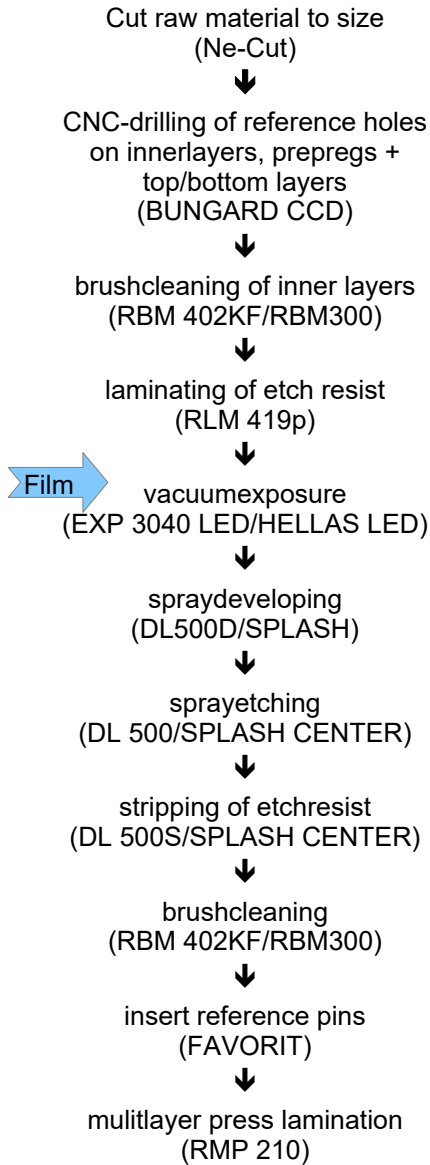 Cut raw material to size
(Ne-Cut)
CNC-drilling of reference holes
on innerlayers, prepregs +
top/bottom layers
(BUNGARD CCD)
brushcleaning of inner layers
(RBM 402KF/RBM300)
laminating of etch resist
(RLM 419p)
Film
vacuumexposure
(EXP 3040 LED/HELLAS LED)
spraydeveloping
(DL500D/SPLASH)
sprayetching
(DL 500/SPLASH CENTER)
stripping of etchresist
(DL 500S/SPLASH CENTER)
brushcleaning
(RBM 402KF/RBM300)
insert reference pins
(FAVORIT)
mulitlayer press lamination
(RMP 210)